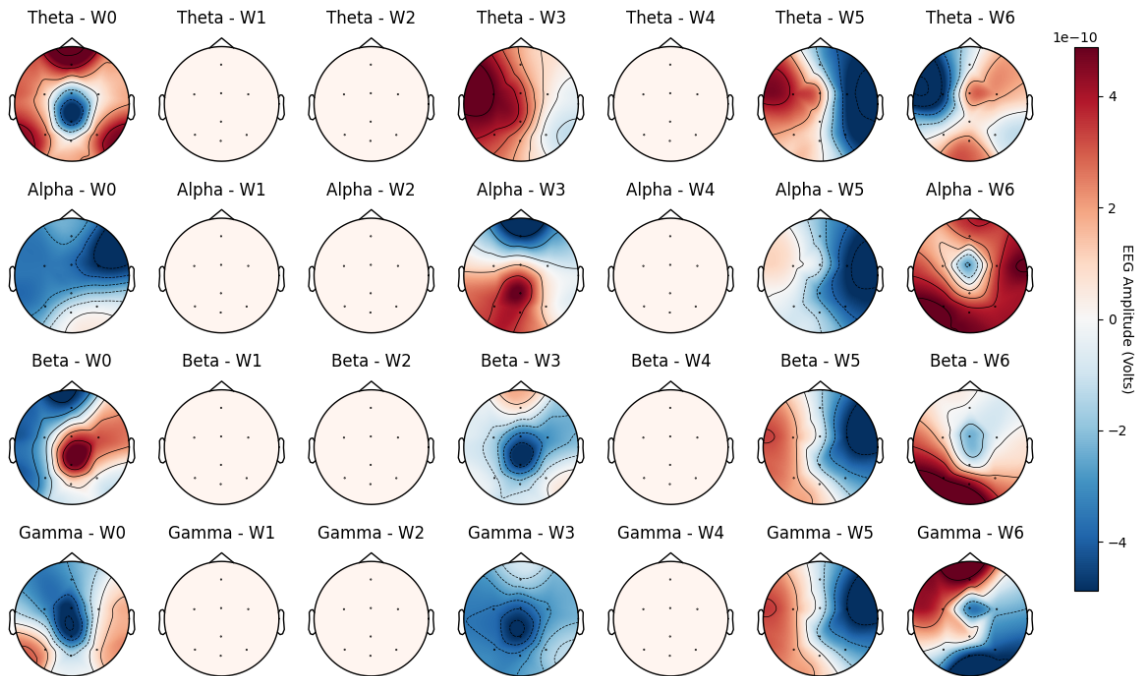 Theta - W0 Theta - W1 Theta - W2 Theta - W3 Theta - W4 Theta - W5 Theta - W6
1e−10
4
Alpha - W0 Alpha - W1 Alpha - W2 Alpha - W3 Alpha - W4 Alpha - W5 Alpha - W6
2
EEG Amplitude (Volts)
0
Beta - W0 Beta - W1 Beta - W2 Beta - W3 Beta - W4 Beta - W5 Beta - W6
−2
Gamma - W0 Gamma - W1 Gamma - W2 Gamma - W3 Gamma - W4 Gamma - W5 Gamma - W6
−4